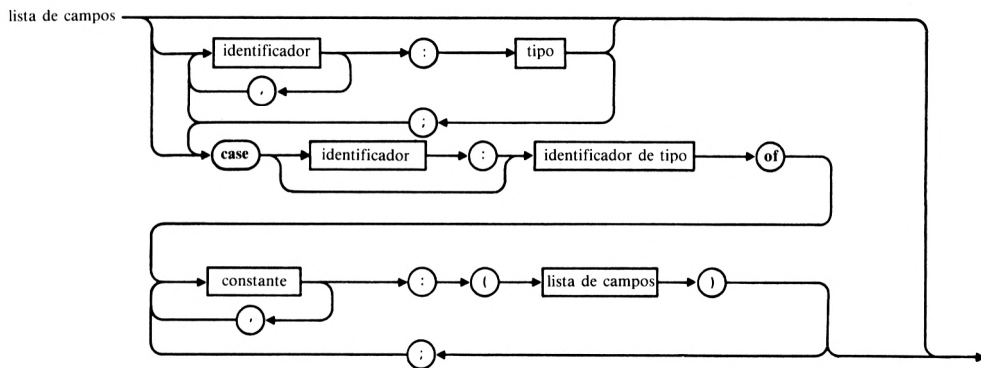 lista de campos
identificador : tipo
,
;
case identificador : identificador de tipo of
constante : ( lista de campos )
,
;